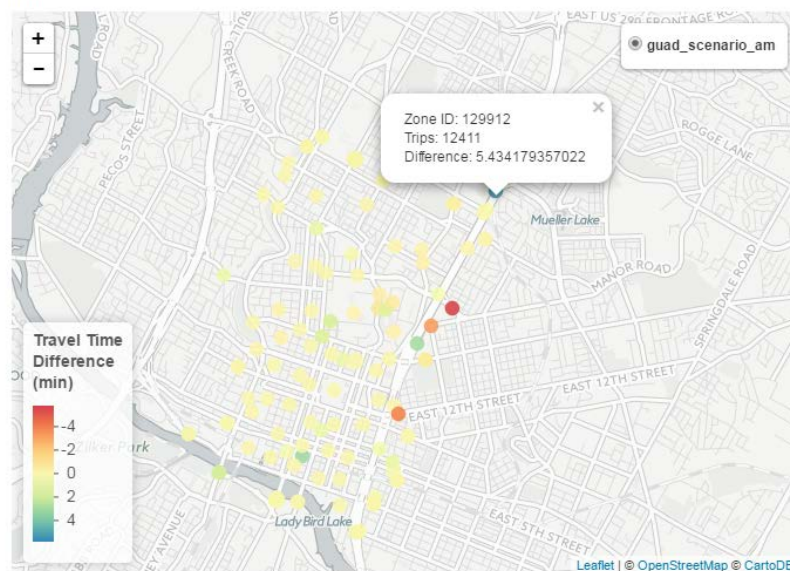 EAST US 290 FRONTAGE ROAD
BULL CREEK ROAD
+
−
guad_scenario_am
PECOS STREET
×
Zone ID: 129912
Trips: 12411
Difference: 5.434179357022
ROGGE LANE
Mueller Lake
MANOR ROAD
SPRINGDALE ROAD
Travel Time
Difference
(min)
-4
-2
0
2
4
EAST 12TH STREET
EAST 12TH STREET
Zilker Park
Lady Bird Lake
EAST 5TH STREET
Leaflet | © OpenStreetMap © CartoDB